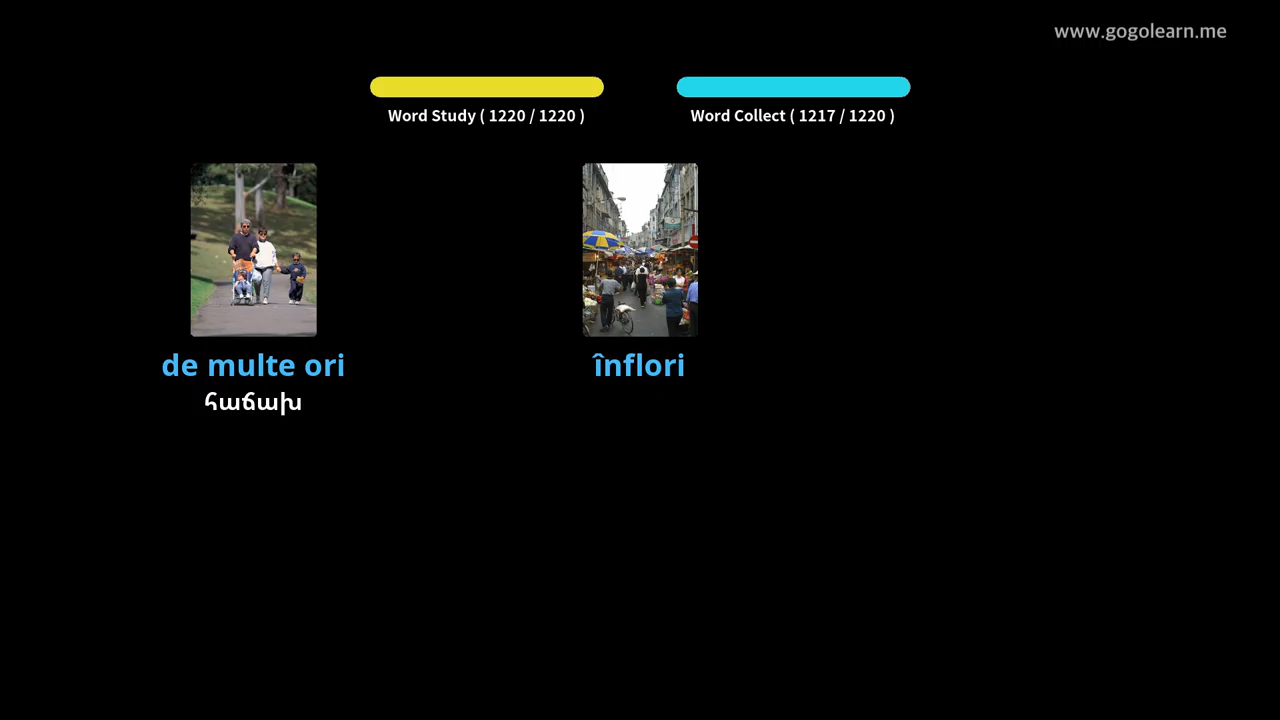 www.gogolearn.me
Word Study ( 1220 / 1220 )
Word Collect ( 1217 / 1220 )
de multe ori
հաճախ
înflori